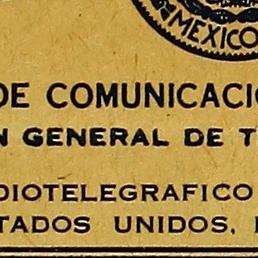 MEXICO
DE COMUNICACIO
N GENERAL DE T
DIOTELEGRAFICO
TADOS UNIDOS,